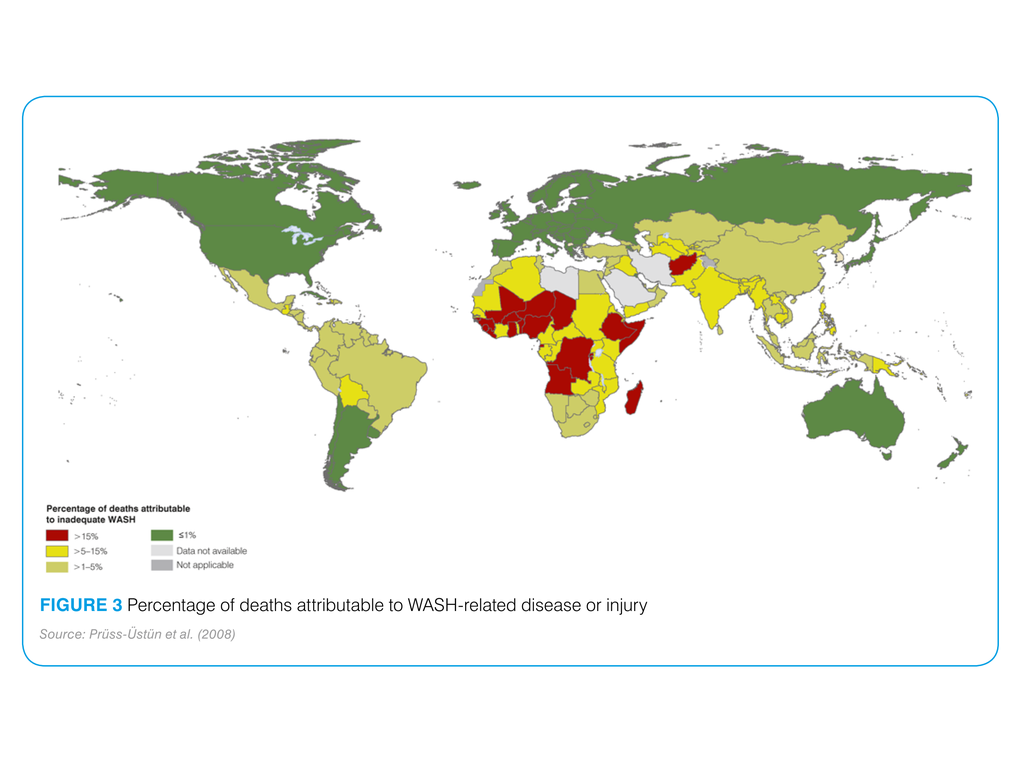 Percentage of deaths attributable
to inadequate WASH
>15%
>5–15%
>1–5%
≤1%
Data not available
Not applicable
FIGURE 3 Percentage of deaths attributable to WASH-related disease or injury
Source: Prüss-Üstün et al. (2008)